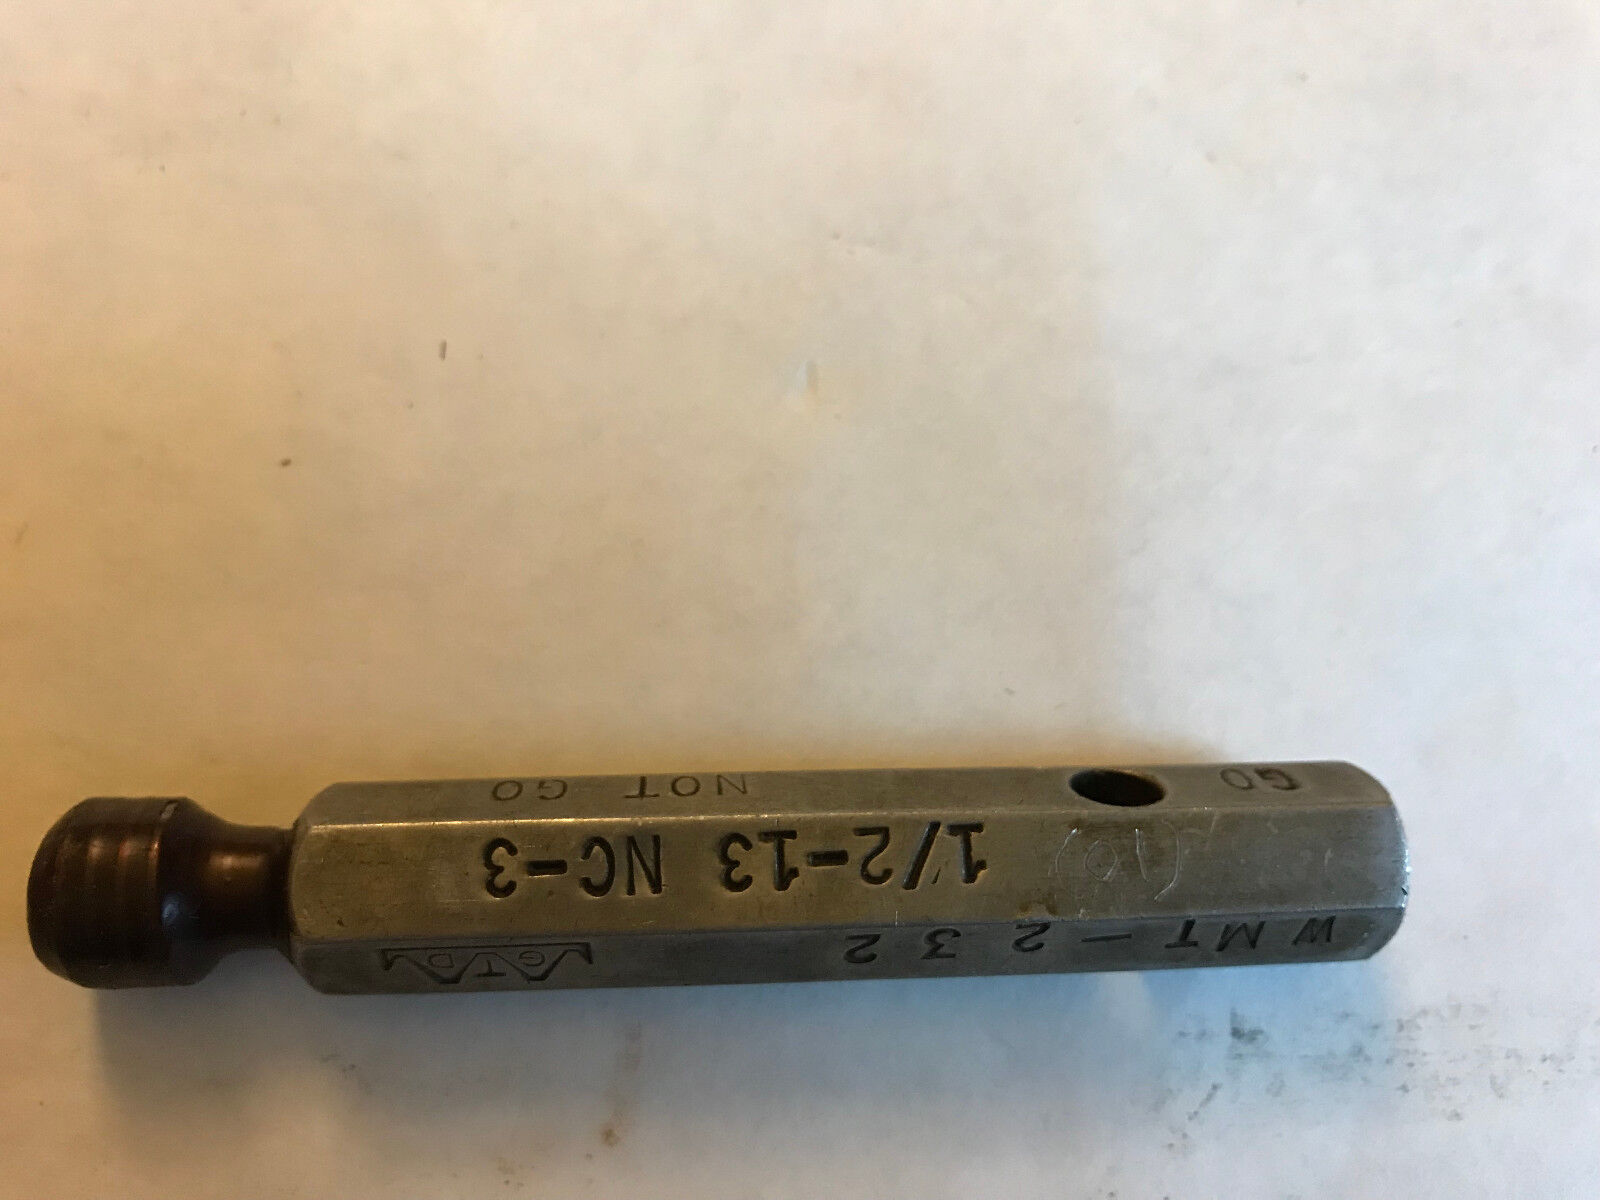 WMT-232
GTD
1/2-13 NC-3
(10)
GO
NOT GO